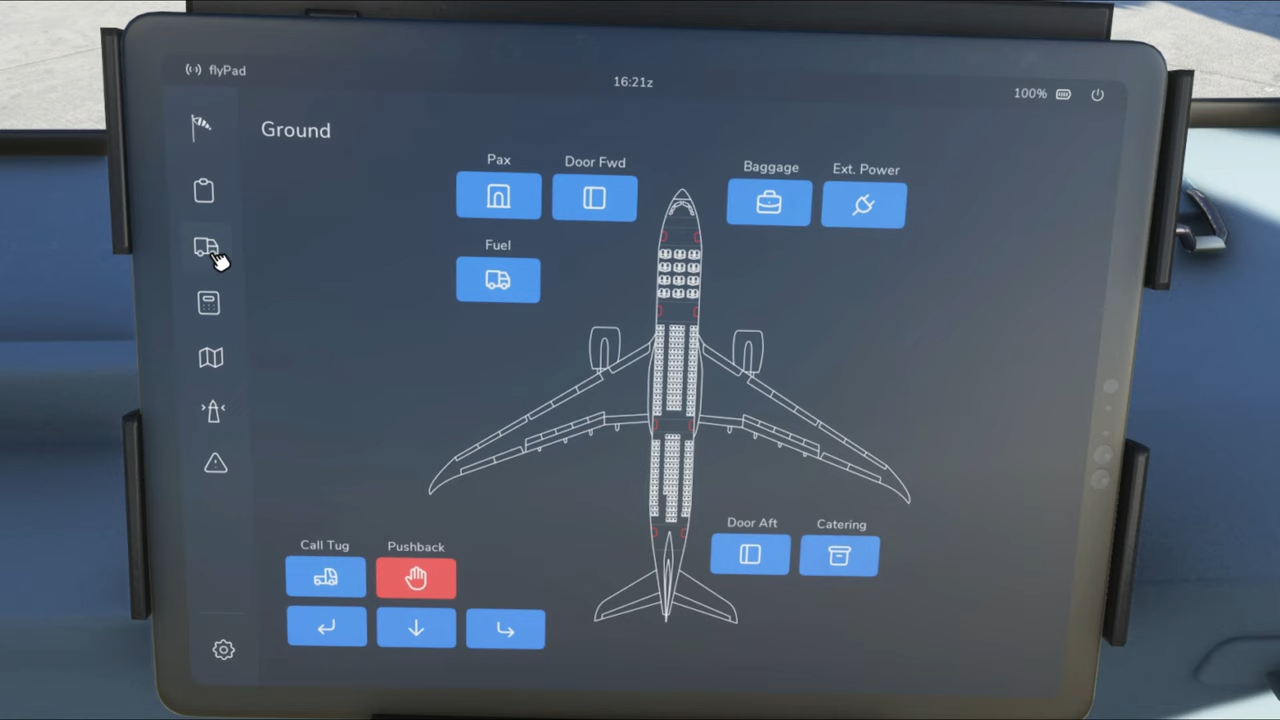 flyPad
16:21z
100%
Ground
Pax
Door Fwd
Baggage
Ext. Power
Fuel
Door Aft
Catering
Call Tug
Pushback